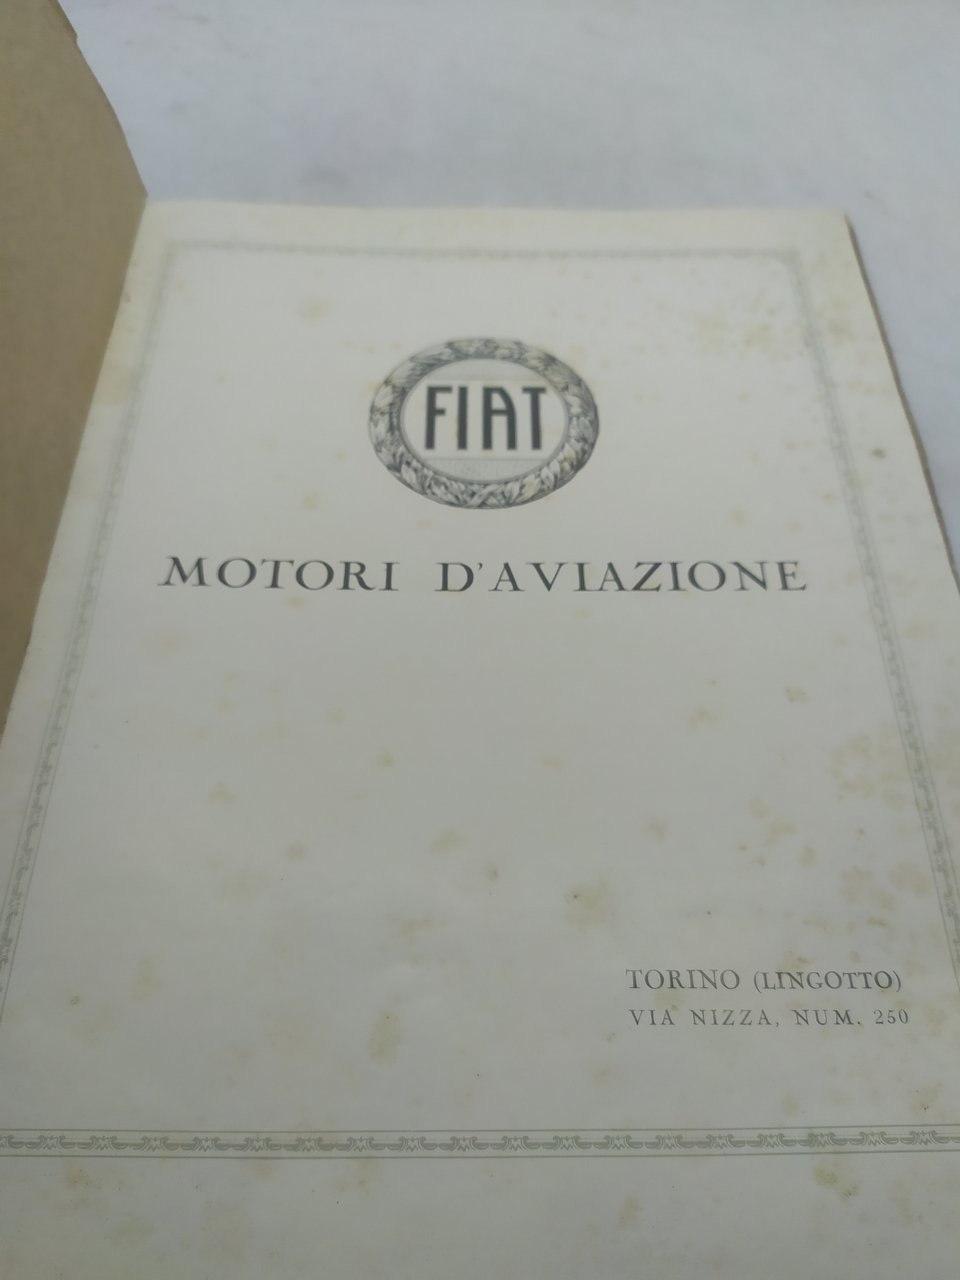 FIAT
MOTORI D'AVIAZIONE
TORINO (LINGOTTO)
VIA NIZZA, NUM. 250